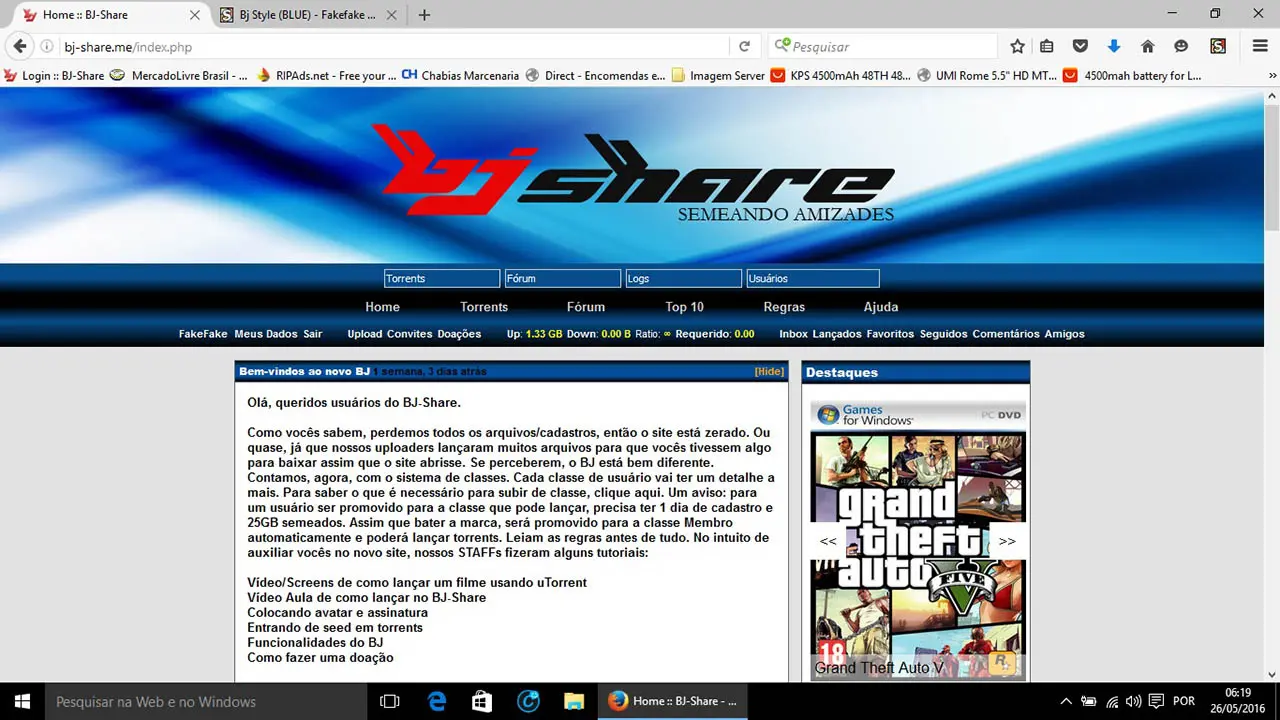 Home :: BJ-Share
Bj Style (BLUE) - Fakefake ...
bj-share.me/index.php
Pesquisar
Login :: BJ-Share
MercadoLivre Brasil - ...
RIPAds.net - Free your ...
Chabias Marcenaria
Direct - Encomendas e...
Imagem Server
KPS 4500mAh 48TH 48...
UMI Rome 5.5" HD MT...
4500mah battery for L...
bj share
SEMEANDO AMIZADES
Torrents
Fórum
Logs
Usuários
Home
Torrents
Fórum
Top 10
Regras
Ajuda
FakeFake Meus Dados Sair
Upload Convites Doações
Up: 1.33 GB Down: 0.00 B Ratio: ∞ Requerido: 0.00
Inbox Lançados Favoritos Seguidos Comentários Amigos
Bem-vindos ao novo BJ 1 semana, 3 dias atrás
[Hide]
Olá, queridos usuários do BJ-Share.
Como vocês sabem, perdemos todos os arquivos/cadastros, então o site está zerado. Ou
quase, já que nossos uploaders lançaram muitos arquivos para que vocês tivessem algo
para baixar assim que o site abrisse. Se perceberem, o BJ está bem diferente.
Contamos, agora, com o sistema de classes. Cada classe de usuário vai ter um detalhe a
mais. Para saber o que é necessário para subir de classe, clique aqui. Um aviso: para
um usuário ser promovido para a classe que pode lançar, precisa ter 1 dia de cadastro e
25GB semeados. Assim que bater a marca, será promovido para a classe Membro
automaticamente e poderá lançar torrents. Leiam as regras antes de tudo. No intuito de
auxiliar vocês no novo site, nossos STAFFs fizeram alguns tutoriais:
Vídeo/Screens de como lançar um filme usando uTorrent
Vídeo Aula de como lançar no BJ-Share
Colocando avatar e assinatura
Entrando de seed em torrents
Funcionalidades do BJ
Como fazer uma doação
Destaques
Games
for Windows
PC DVD
grand
theft
auto V
FIVE
<<
>>
18
R
Grand Theft Auto V
Pesquisar na Web e no Windows
Home :: BJ-Share - ...
POR
06:19
26/05/2016